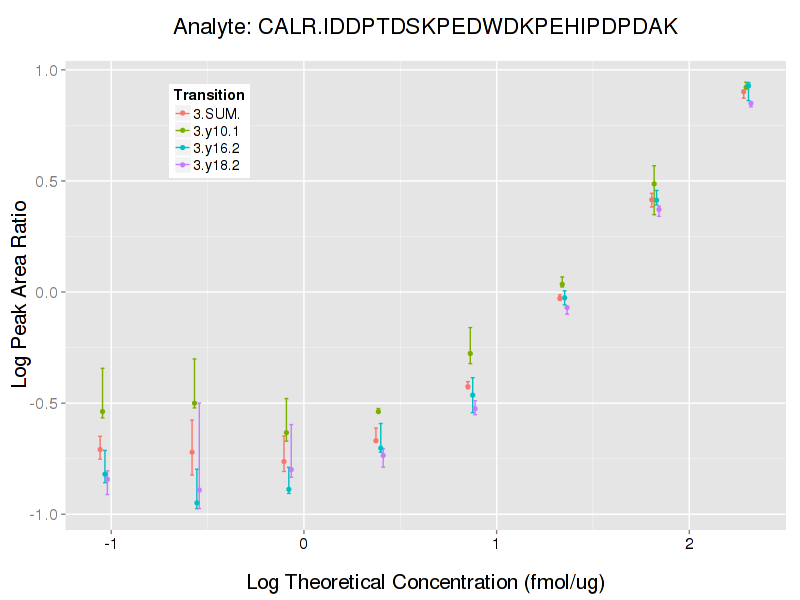 Analyte: CALR.IDDPTDSKPEDWDKPEHIPDPDAK
Log Peak Area Ratio
1.0
0.5
0.0
-0.5
-1.0
Transition
3.SUM.
3.y10.1
3.y16.2
3.y18.2
-1 0 1 2
Log Theoretical Concentration (fmol/ug)